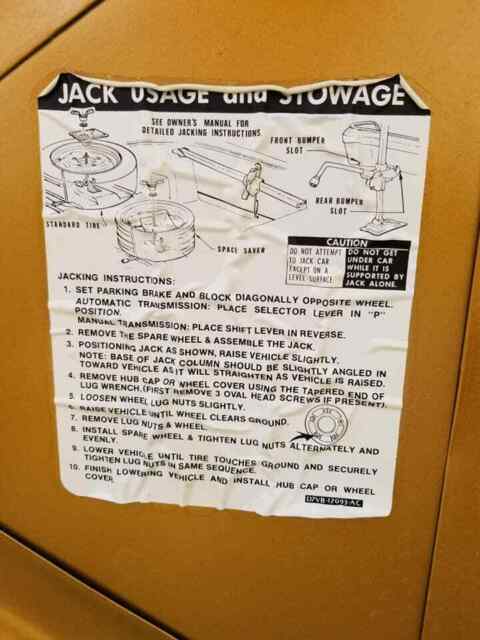 JACK USAGE and STOWAGE
SEE OWNER'S MANUAL FOR
DETAILED JACKING INSTRUCTIONS
FRONT BUMPER
SLOT
REAR BUMPER
SLOT
STANDARD TIRE
SPACE SAVER
CAUTION
DO NOT ATTEMPT
TO JACK CAR
EXCEPT ON A
LEVEL SURFACE
DO NOT GET
UNDER CAR
WHILE IT IS
SUPPORTED BY
JACK ALONE.
JACKING INSTRUCTIONS:
1. SET PARKING BRAKE AND BLOCK DIAGONALLY OPPOSITE WHEEL.
AUTOMATIC TRANSMISSION: PLACE SELECTOR LEVER IN "P"
POSITION.
MANUAL TRANSMISSION: PLACE SHIFT LEVER IN REVERSE.
2. REMOVE THE SPARE WHEEL & ASSEMBLE THE JACK.
3. POSITIONING JACK AS SHOWN, RAISE VEHICLE SLIGHTLY.
NOTE: BASE OF JACK COLUMN SHOULD BE SLIGHTLY ANGLED IN
TOWARD VEHICLE AS IT WILL STRAIGHTEN AS VEHICLE IS RAISED.
4. REMOVE HUB CAP OR WHEEL COVER USING THE TAPERED END OF
LUG WRENCH. (FIRST REMOVE 3 OVAL HEAD SCREWS IF PRESENT).
5. LOOSEN WHEEL LUG NUTS SLIGHTLY.
6. RAISE VEHICLE UNTIL WHEEL CLEARS GROUND.
7. REMOVE LUG NUTS & WHEEL.
8. INSTALL SPARE WHEEL & TIGHTEN LUG NUTS ALTERNATELY AND
EVENLY.
9. LOWER VEHICLE UNTIL TIRE TOUCHES GROUND AND SECURELY
TIGHTEN LUG NUTS IN SAME SEQUENCE.
10. FINISH LOWERING VEHICLE AND INSTALL HUB CAP OR WHEEL
COVER
D7VB-17093-AC